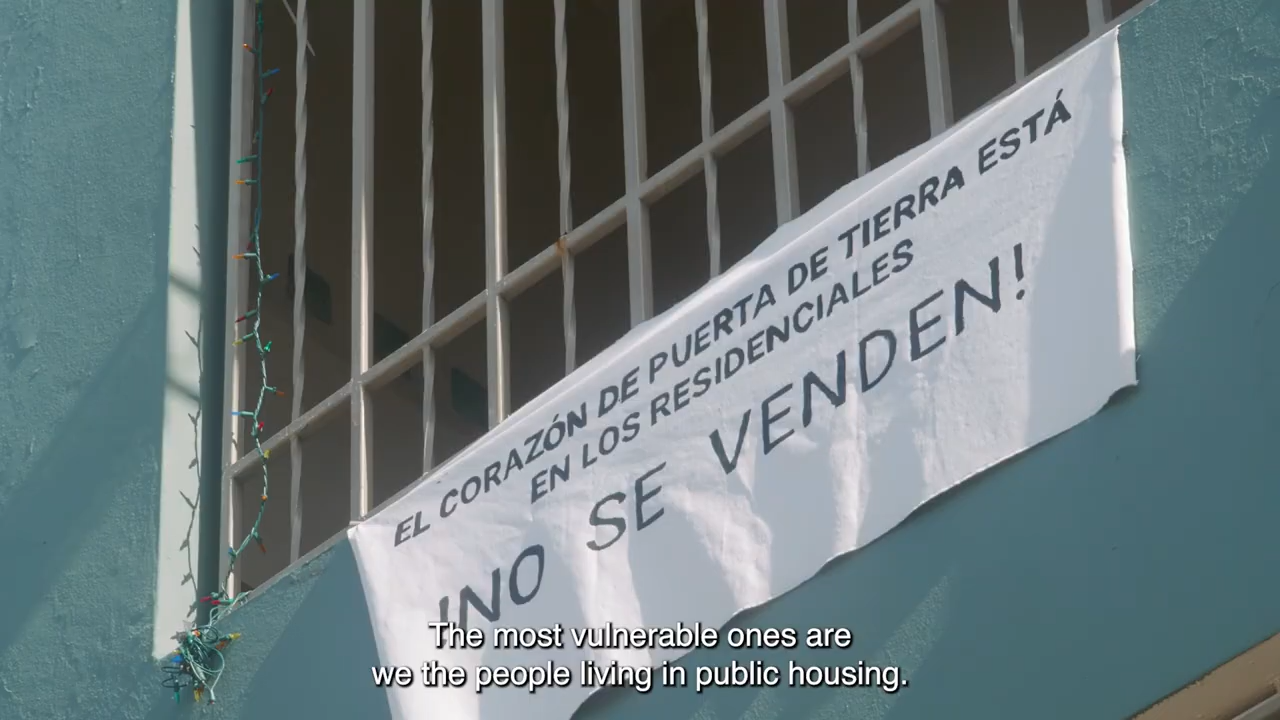 EL CORAZÓN DE PUERTA DE TIERRA ESTÁ
EN LOS RESIDENCIALES
¡NO SE VENDEN!
The most vulnerable ones are
we the people living in public housing.